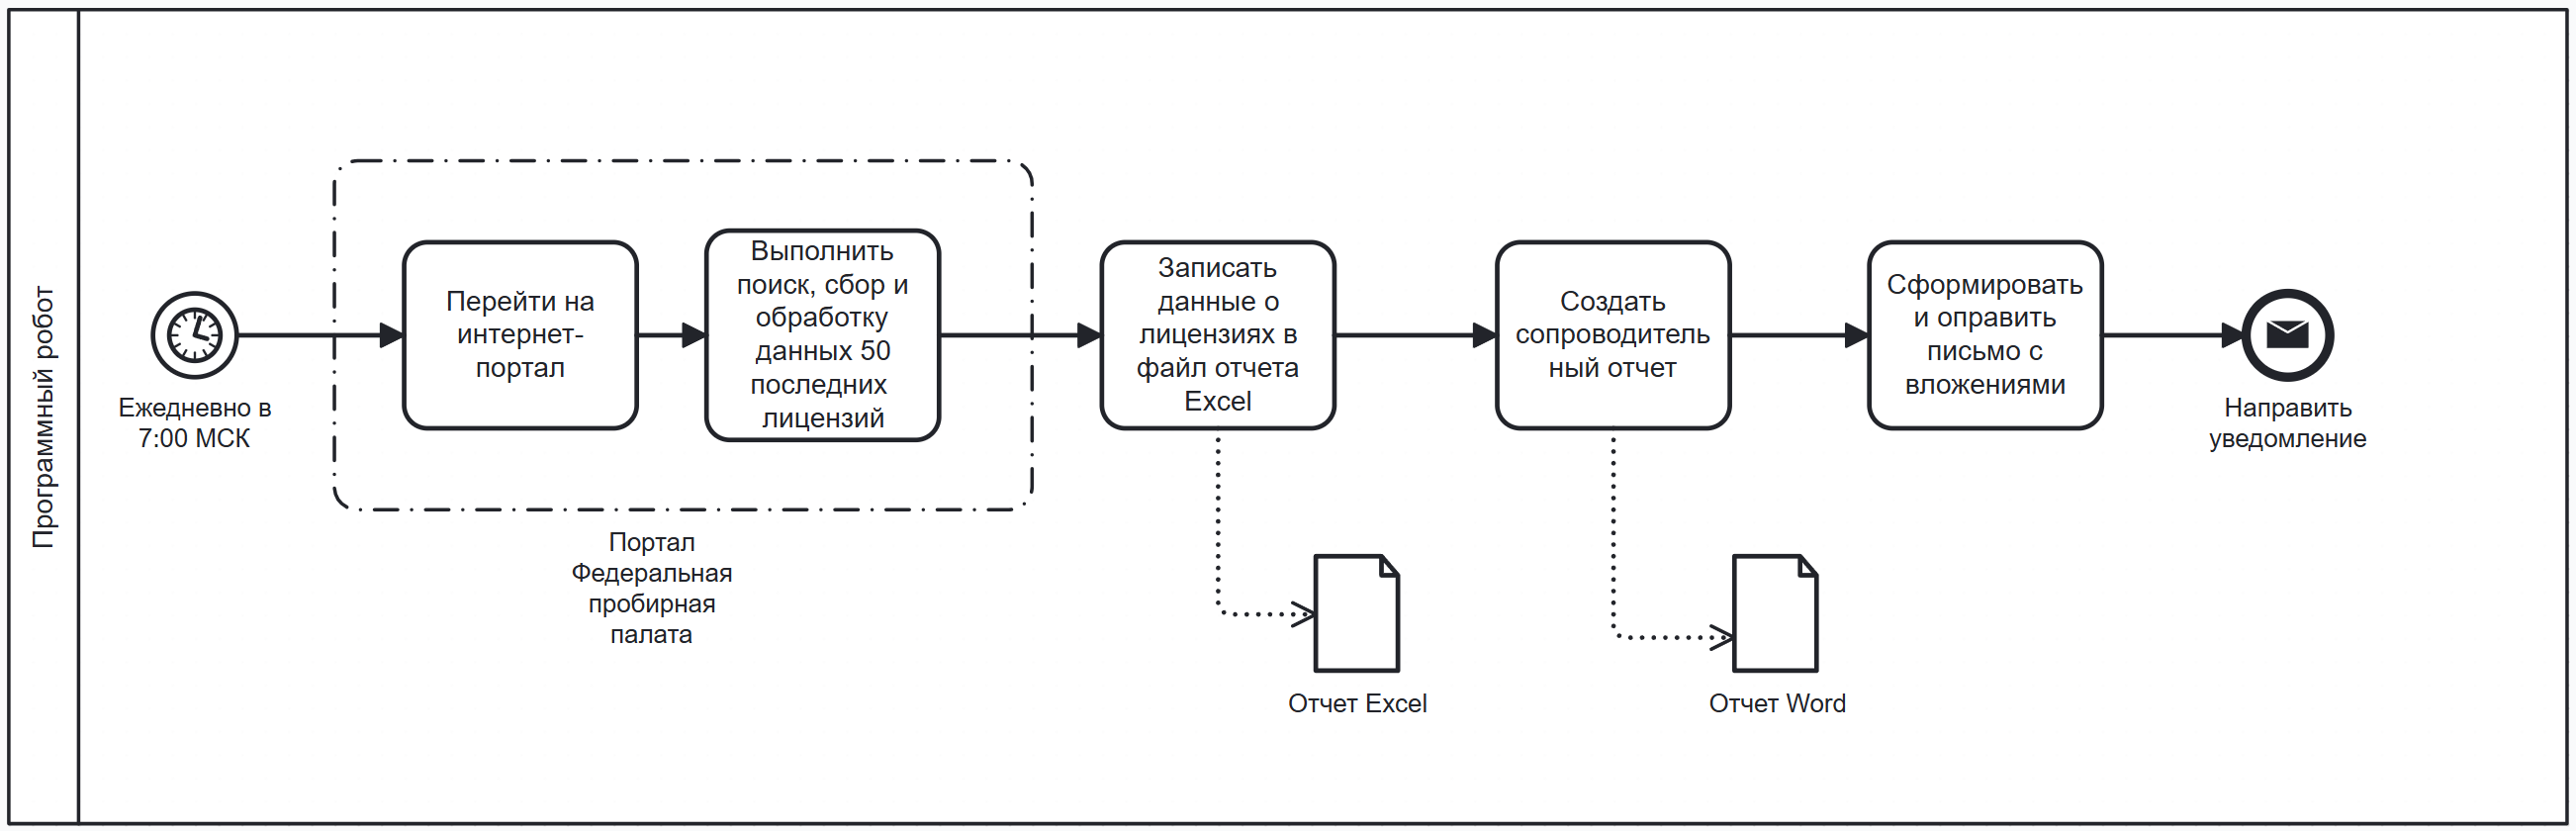 Программный робот
Ежедневно в
7:00 МСК
Перейти на
интернет-
портал
Выполнить
поиск, сбор и
обработку
данных 50
последних
лицензий
Портал
Федеральная
пробирная
палата
Записать
данные о
лицензиях в
файл отчета
Excel
Отчет Excel
Создать
сопроводитель
ный отчет
Отчет Word
Сформировать
и оправить
письмо с
вложениями
Направить
уведомление